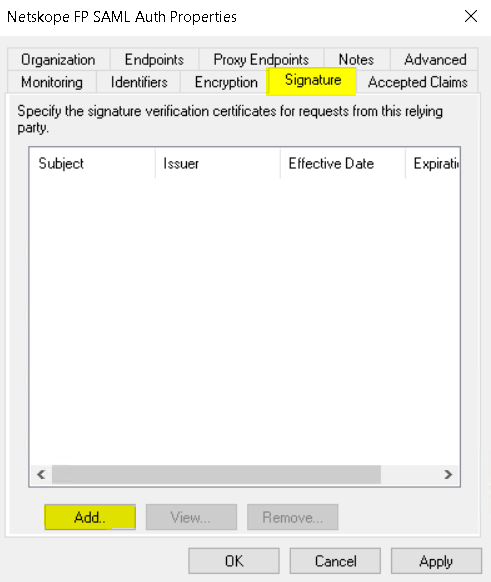 Netskope FP SAML Auth Properties
Organization Endpoints Proxy Endpoints Notes Advanced
Monitoring Identifiers Encryption Signature Accepted Claims
Specify the signature verification certificates for requests from this relying
party.
Subject Issuer Effective Date Expirati
Add.. View... Remove...
OK Cancel Apply